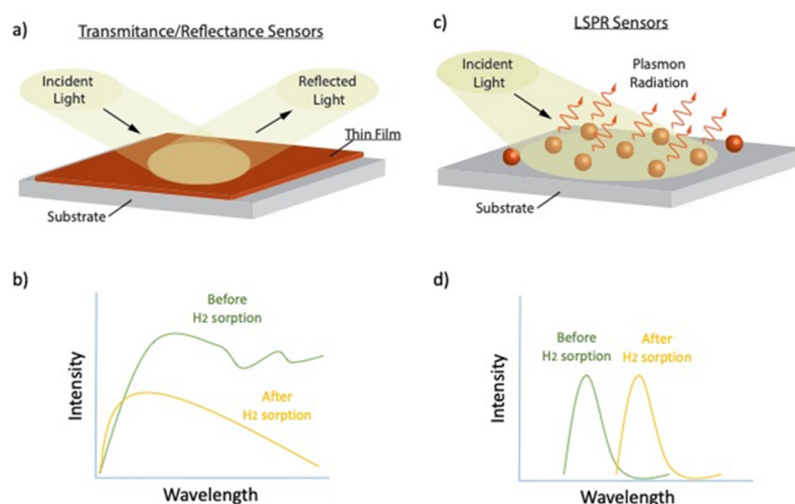 a)
Transmitance/Reflectance Sensors
Incident
Light
Reflected
Light
Thin Film
Substrate
b)
Before
H2 sorption
After
H2 sorption
Intensity
Wavelength
c)
LSPR Sensors
Incident
Light
Plasmon
Radiation
Substrate
d)
Before
H2 sorption
After
H2 sorption
Intensity
Wavelength